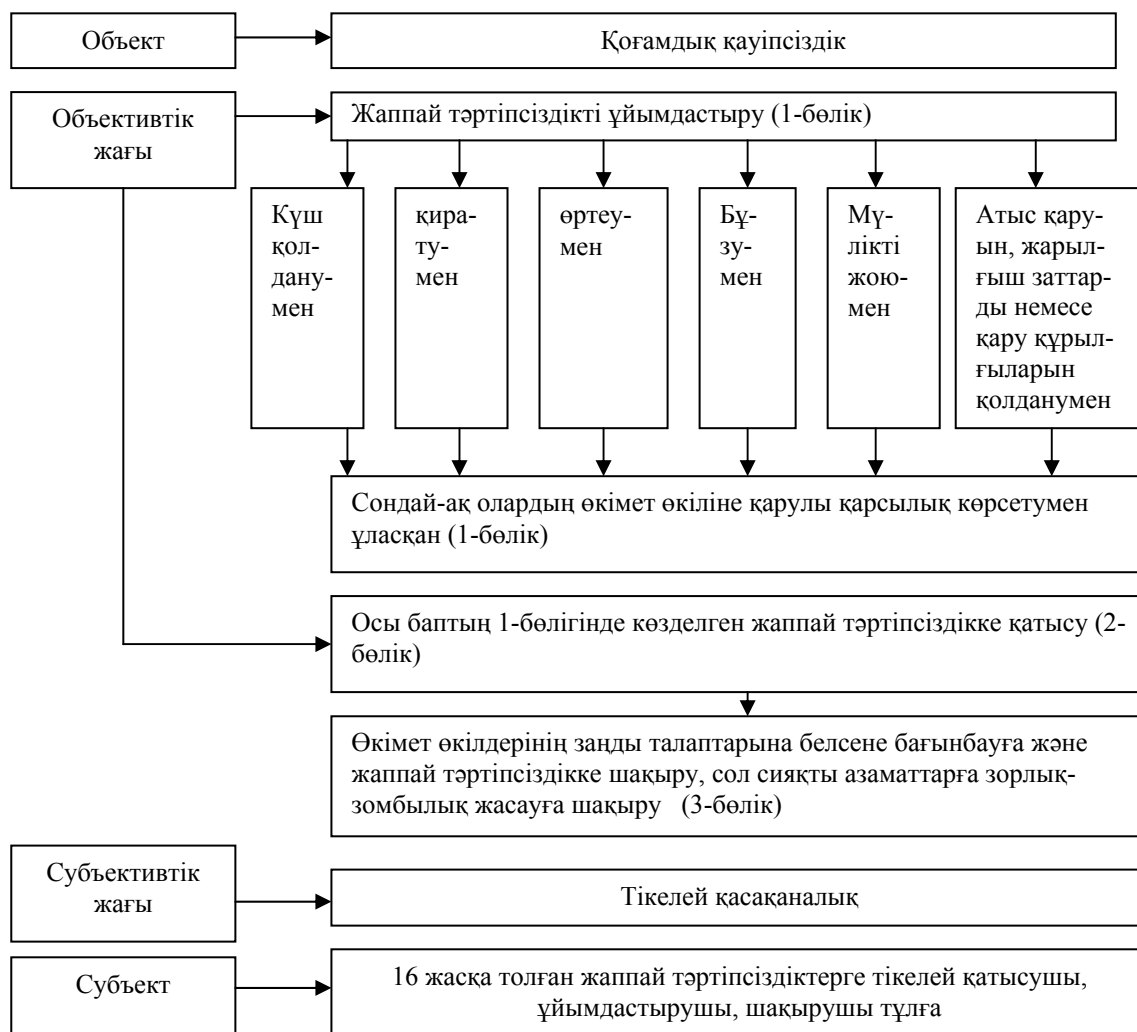 Объект
Қоғамдық қауіпсіздік
Объективтік
жағы
Жаппай тәртіпсіздікті ұйымдастыру (1-бөлік)
Күш
қол-
дану-
мен
қира-
ту-
мен
өртеу-
мен
Бұ-
зу-
мен
Мү-
лікті
жою-
мен
Атыс қару-
ын, жарыл-
ғыш заттар-
ды немесе
қару құрыл-
ғыларын
қолданумен
Сондай-ақ олардың өкімет өкіліне қарулы қарсылық көрсетумен
ұласқан (1-бөлік)
Осы баптың 1-бөлігінде көзделген жаппай тәртіпсіздікке қатысу (2-
бөлік)
Өкімет өкілдерінің заңды талаптарына белсене бағынбауға және
жаппай тәртіпсіздікке шақыру, сол сияқты азаматтарға зорлық-
зомбылық жасауға шақыру (3-бөлік)
Субъективтік
жағы
Тікелей қасақаналық
Субъект
16 жасқа толған жаппай тәртіпсіздіктерге тікелей қатысушы,
ұйымдастырушы, шақырушы тұлға